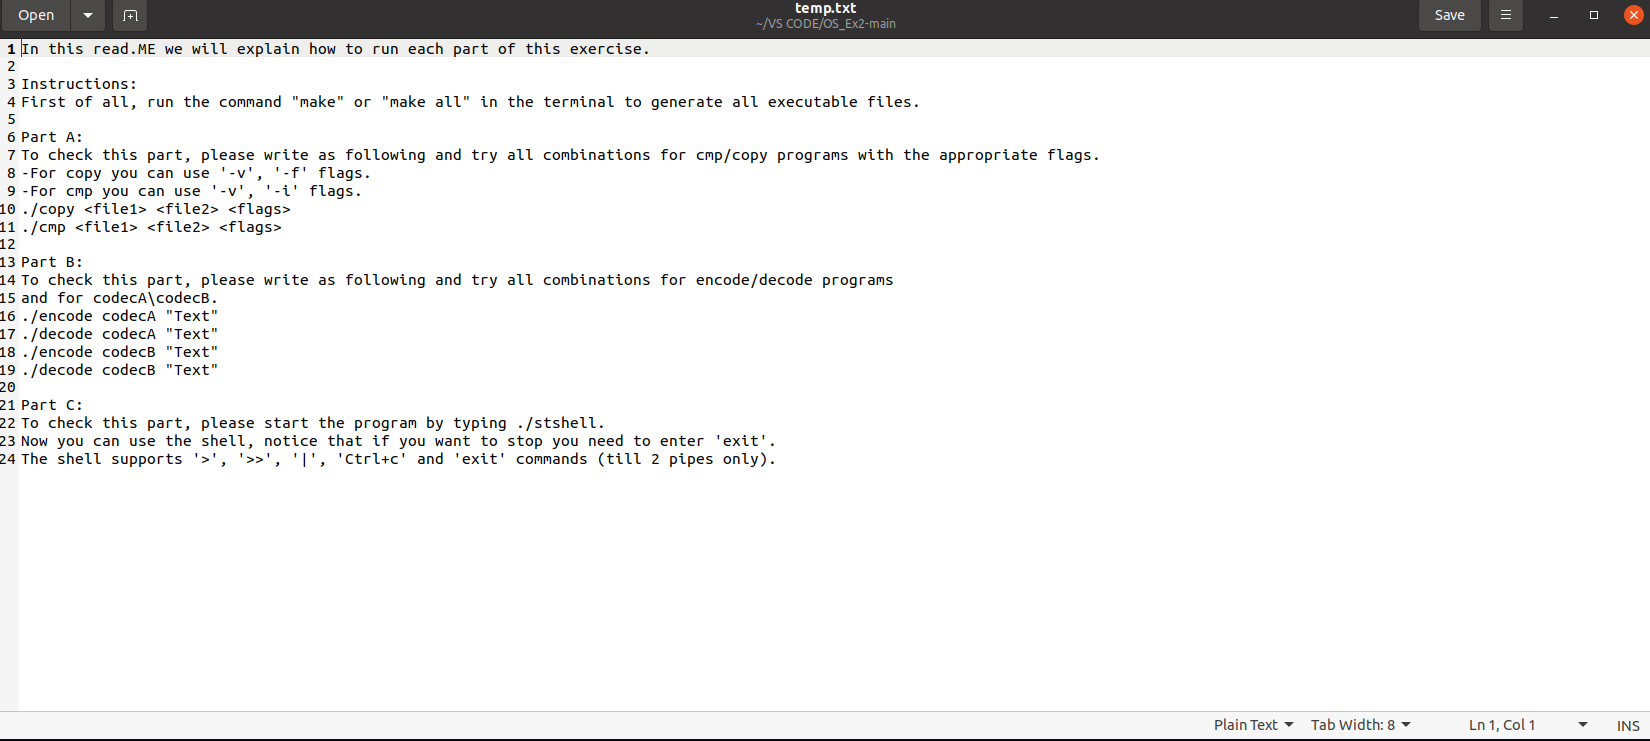 Open
temp.txt
~/VS CODE/OS_Ex2-main
Save
1 In this read.ME we will explain how to run each part of this exercise.
2
3 Instructions:
4 First of all, run the command "make" or "make all" in the terminal to generate all executable files.
5
6 Part A:
7 To check this part, please write as following and try all combinations for cmp/copy programs with the appropriate flags.
8 -For copy you can use '-v', '-f' flags.
9 -For cmp you can use '-v', '-i' flags.
10 ./copy <file1> <file2> <flags>
11 ./cmp <file1> <file2> <flags>
12
13 Part B:
14 To check this part, please write as following and try all combinations for encode/decode programs
15 and for codecA\codecB.
16 ./encode codecA "Text"
17 ./decode codecA "Text"
18 ./encode codecB "Text"
19 ./decode codecB "Text"
20
21 Part C:
22 To check this part, please start the program by typing ./stshell.
23 Now you can use the shell, notice that if you want to stop you need to enter 'exit'.
24 The shell supports '>', '>>', '|', 'Ctrl+c' and 'exit' commands (till 2 pipes only).
Plain Text Tab Width: 8 Ln 1, Col 1 INS